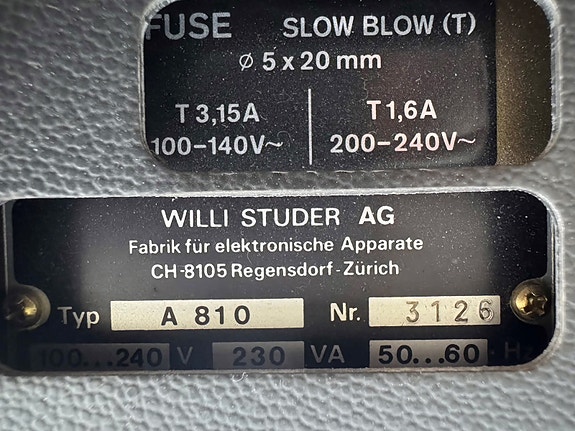 FUSE SLOW BLOW (T)
Ø 5 x 20 mm
T 3,15A T 1,6A
100-140V~ 200-240V~
WILLI STUDER AG
Fabrik für elektronische Apparate
CH-8105 Regensdorf-Zürich
Typ A 810 Nr. 3126
100...240 V 230 VA 50...60 Hz